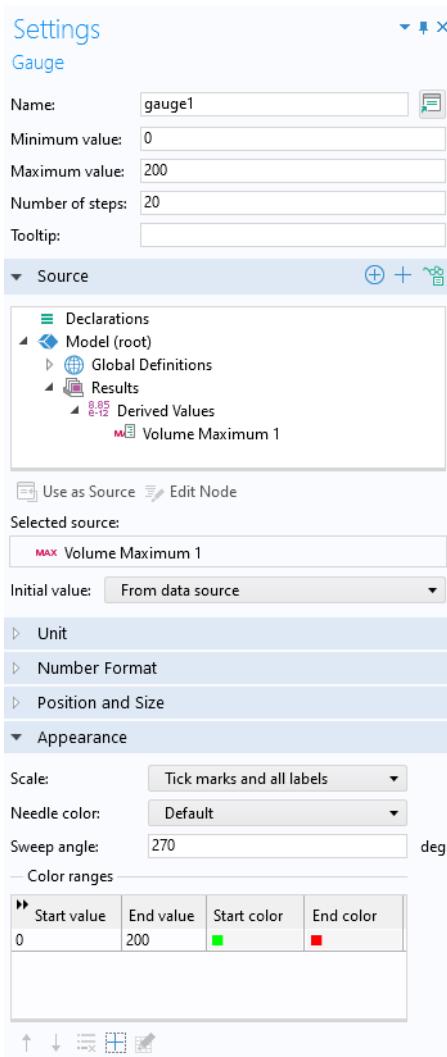 Settings
Gauge
Name: gauge1
Minimum value: 0
Maximum value: 200
Number of steps: 20
Tooltip:
Source
Declarations
Model (root)
Global Definitions
Results
8.85
e-12 Derived Values
Volume Maximum 1
Use as Source Edit Node
Selected source:
MAX Volume Maximum 1
Initial value: From data source
Unit
Number Format
Position and Size
Appearance
Scale: Tick marks and all labels
Needle color: Default
Sweep angle: 270 deg
Color ranges
Start value End value Start color End color
0 200